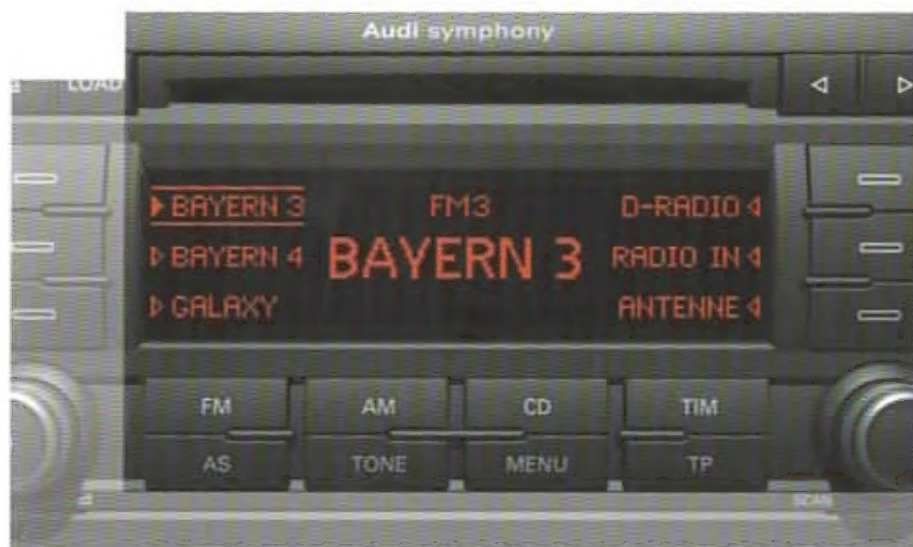 Audi symphony
LOAD
BAYERN 3 FM3 D-RADIO
BAYERN 4 BAYERN 3 RADIO IN
GALAXY ANTENNE
FM AM CD TIM
AS TONE MENU TP
SCAN